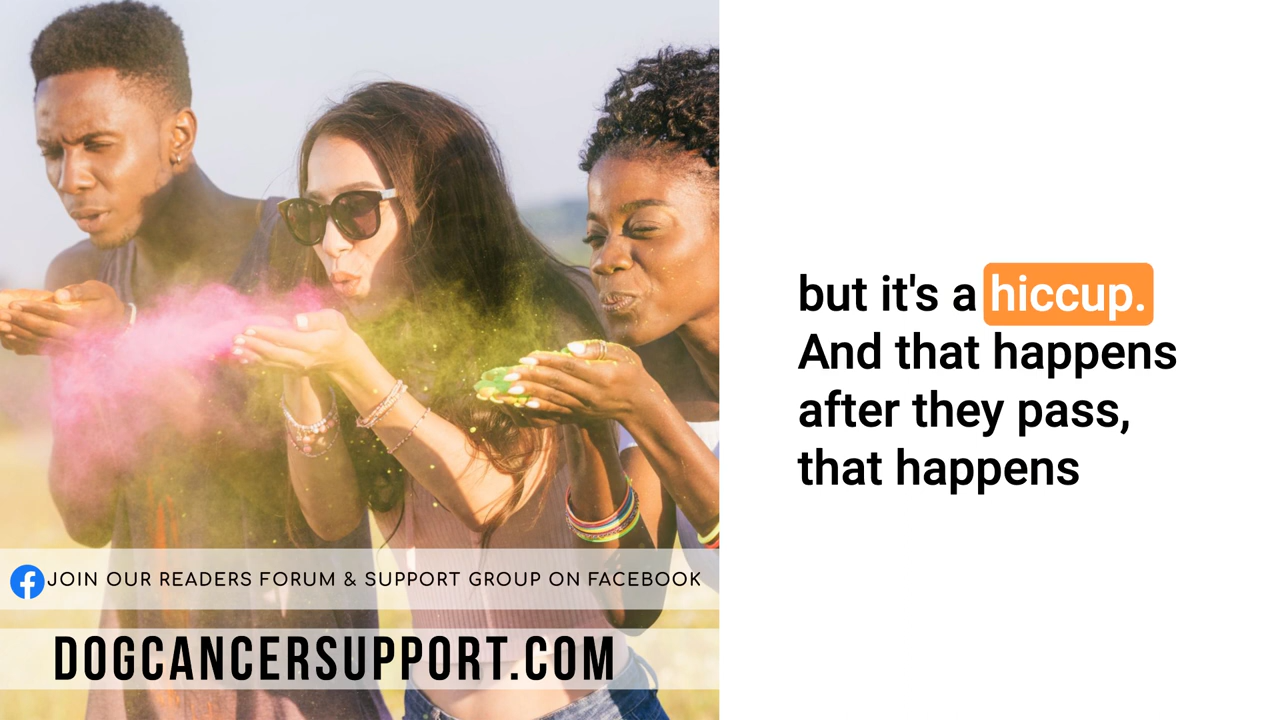 but it's a hiccup.
And that happens
after they pass,
that happens
JOIN OUR READERS FORUM & SUPPORT GROUP ON FACEBOOK
DOGCANCERSUPPORT.COM